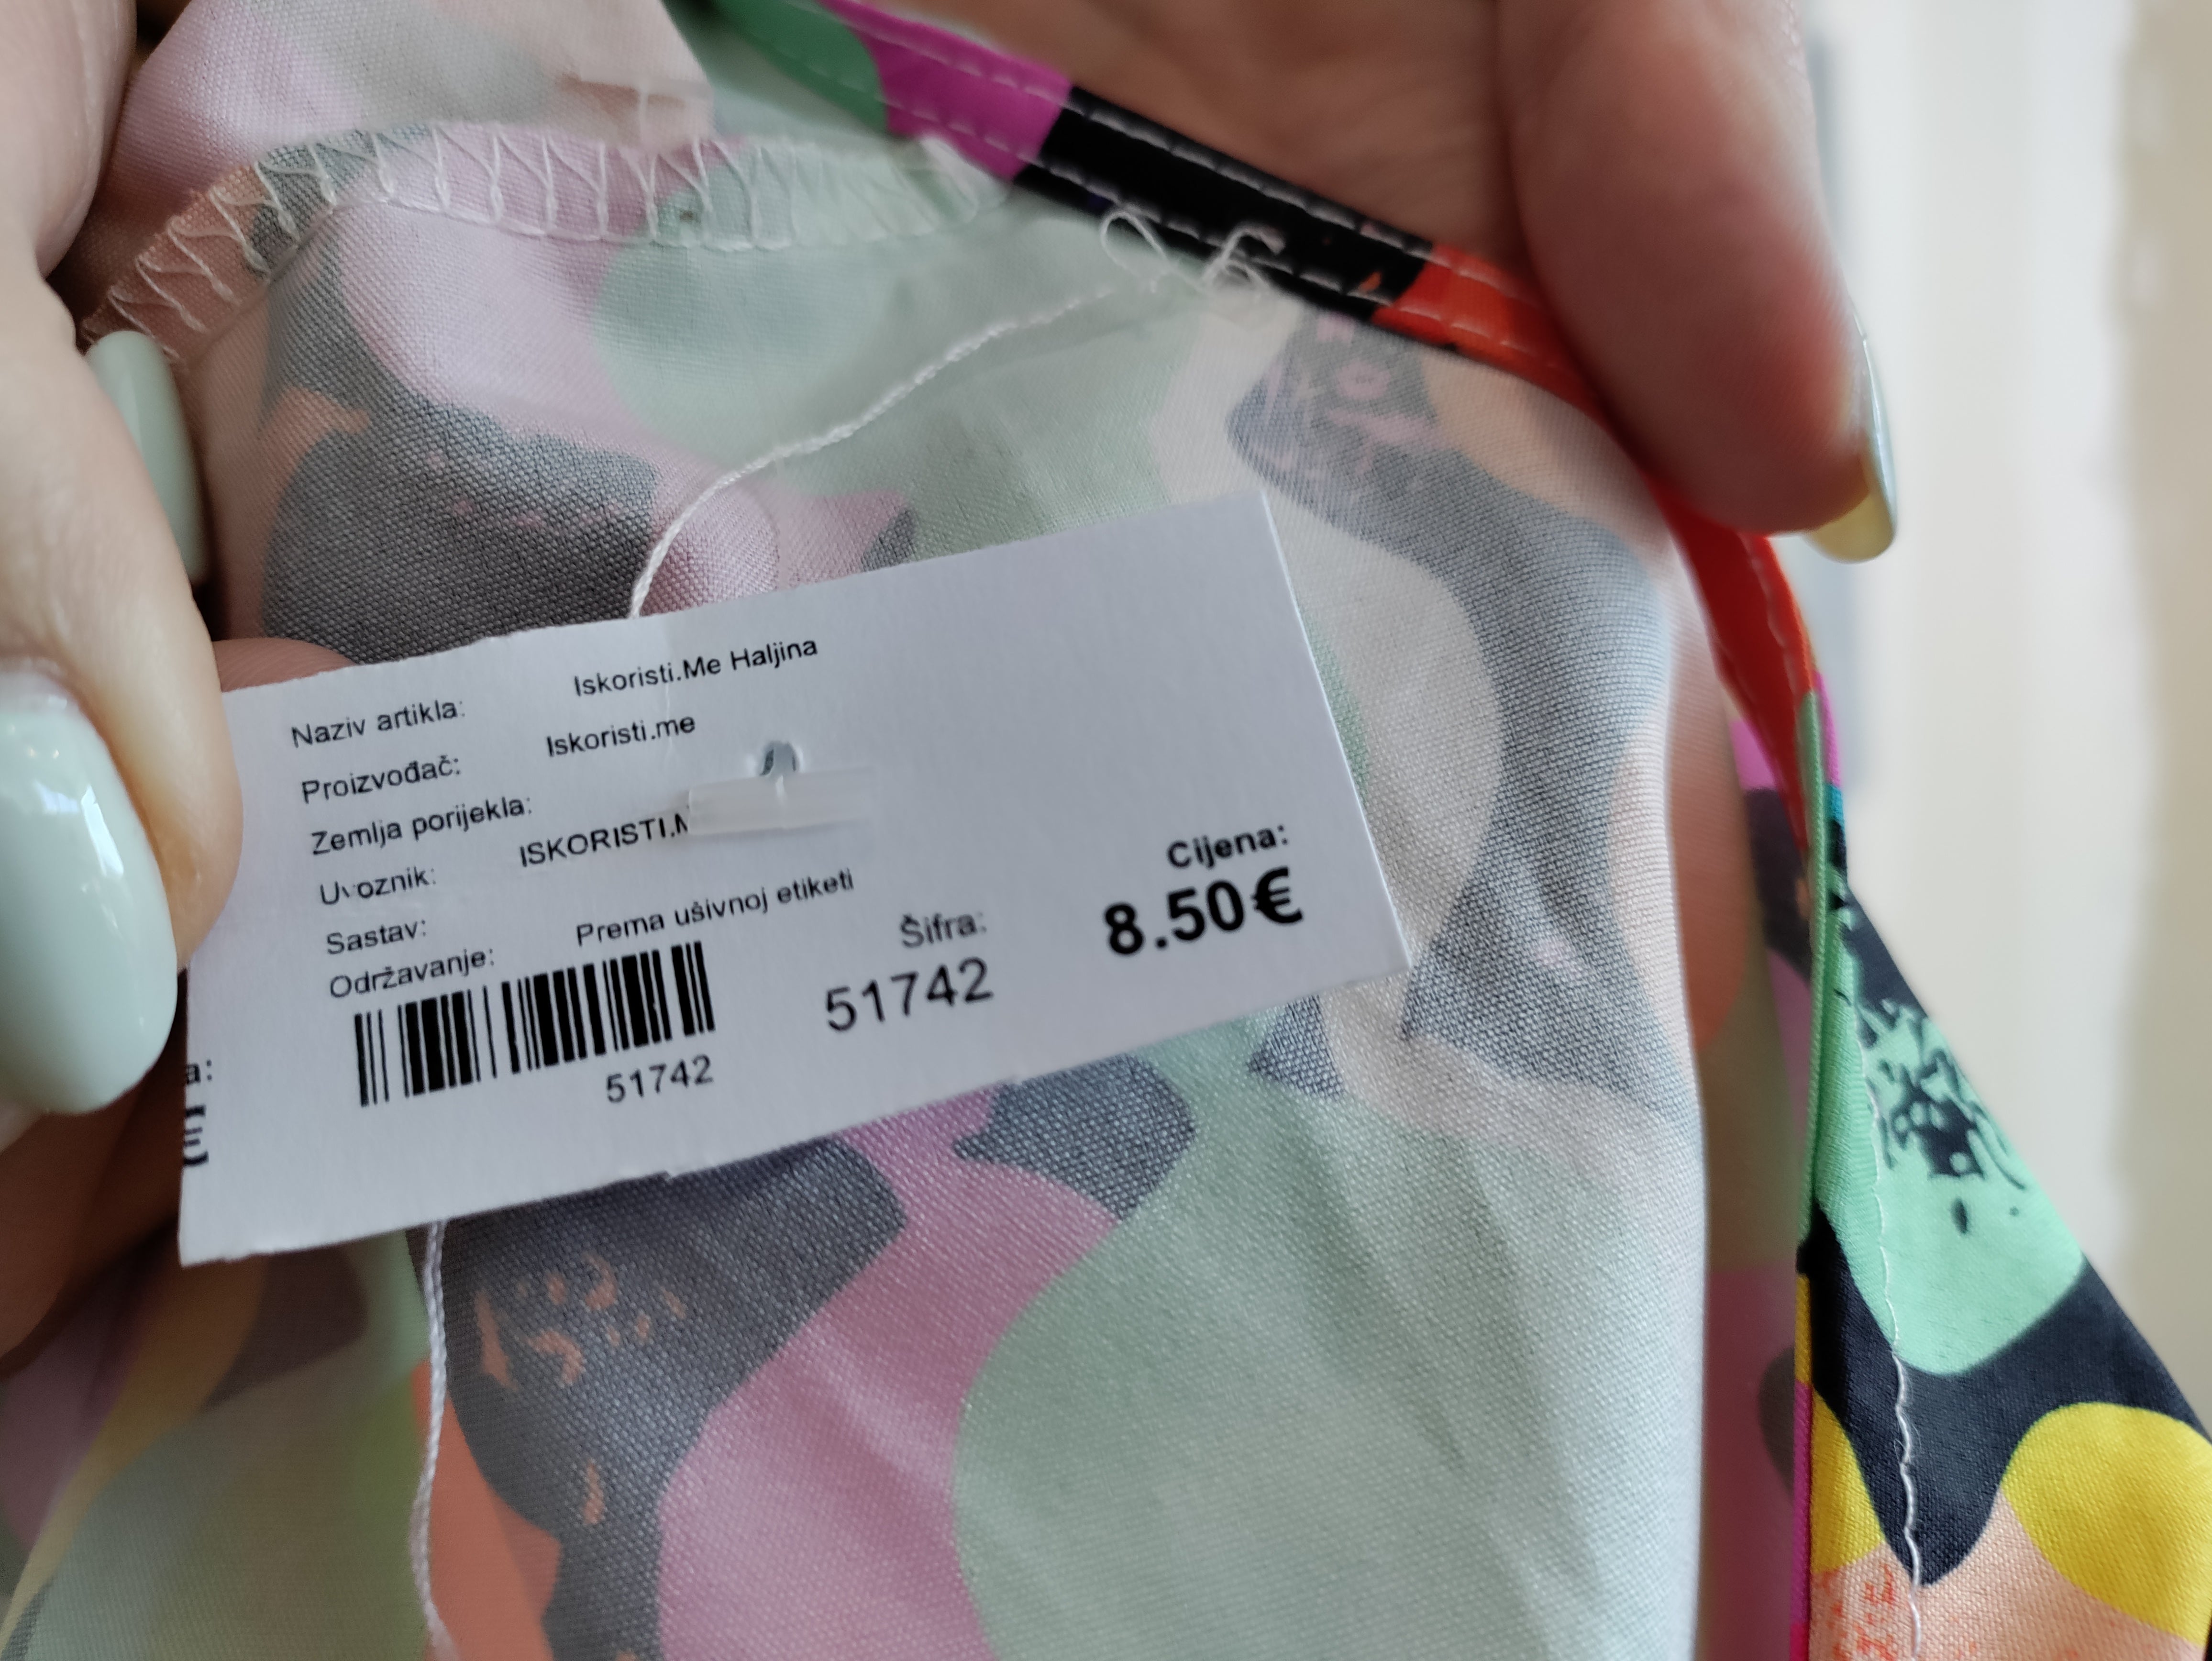 Naziv artikla: Iskoristi.Me Haljina
Proizvođač: Iskoristi.me
Zemlja porijekla:
Uvoznik: ISKORISTI.M
Sastav:
Održavanje: Prema ušivnoj etiketi
51742
Šifra:
51742
Cijena:
8.50€
a:
€